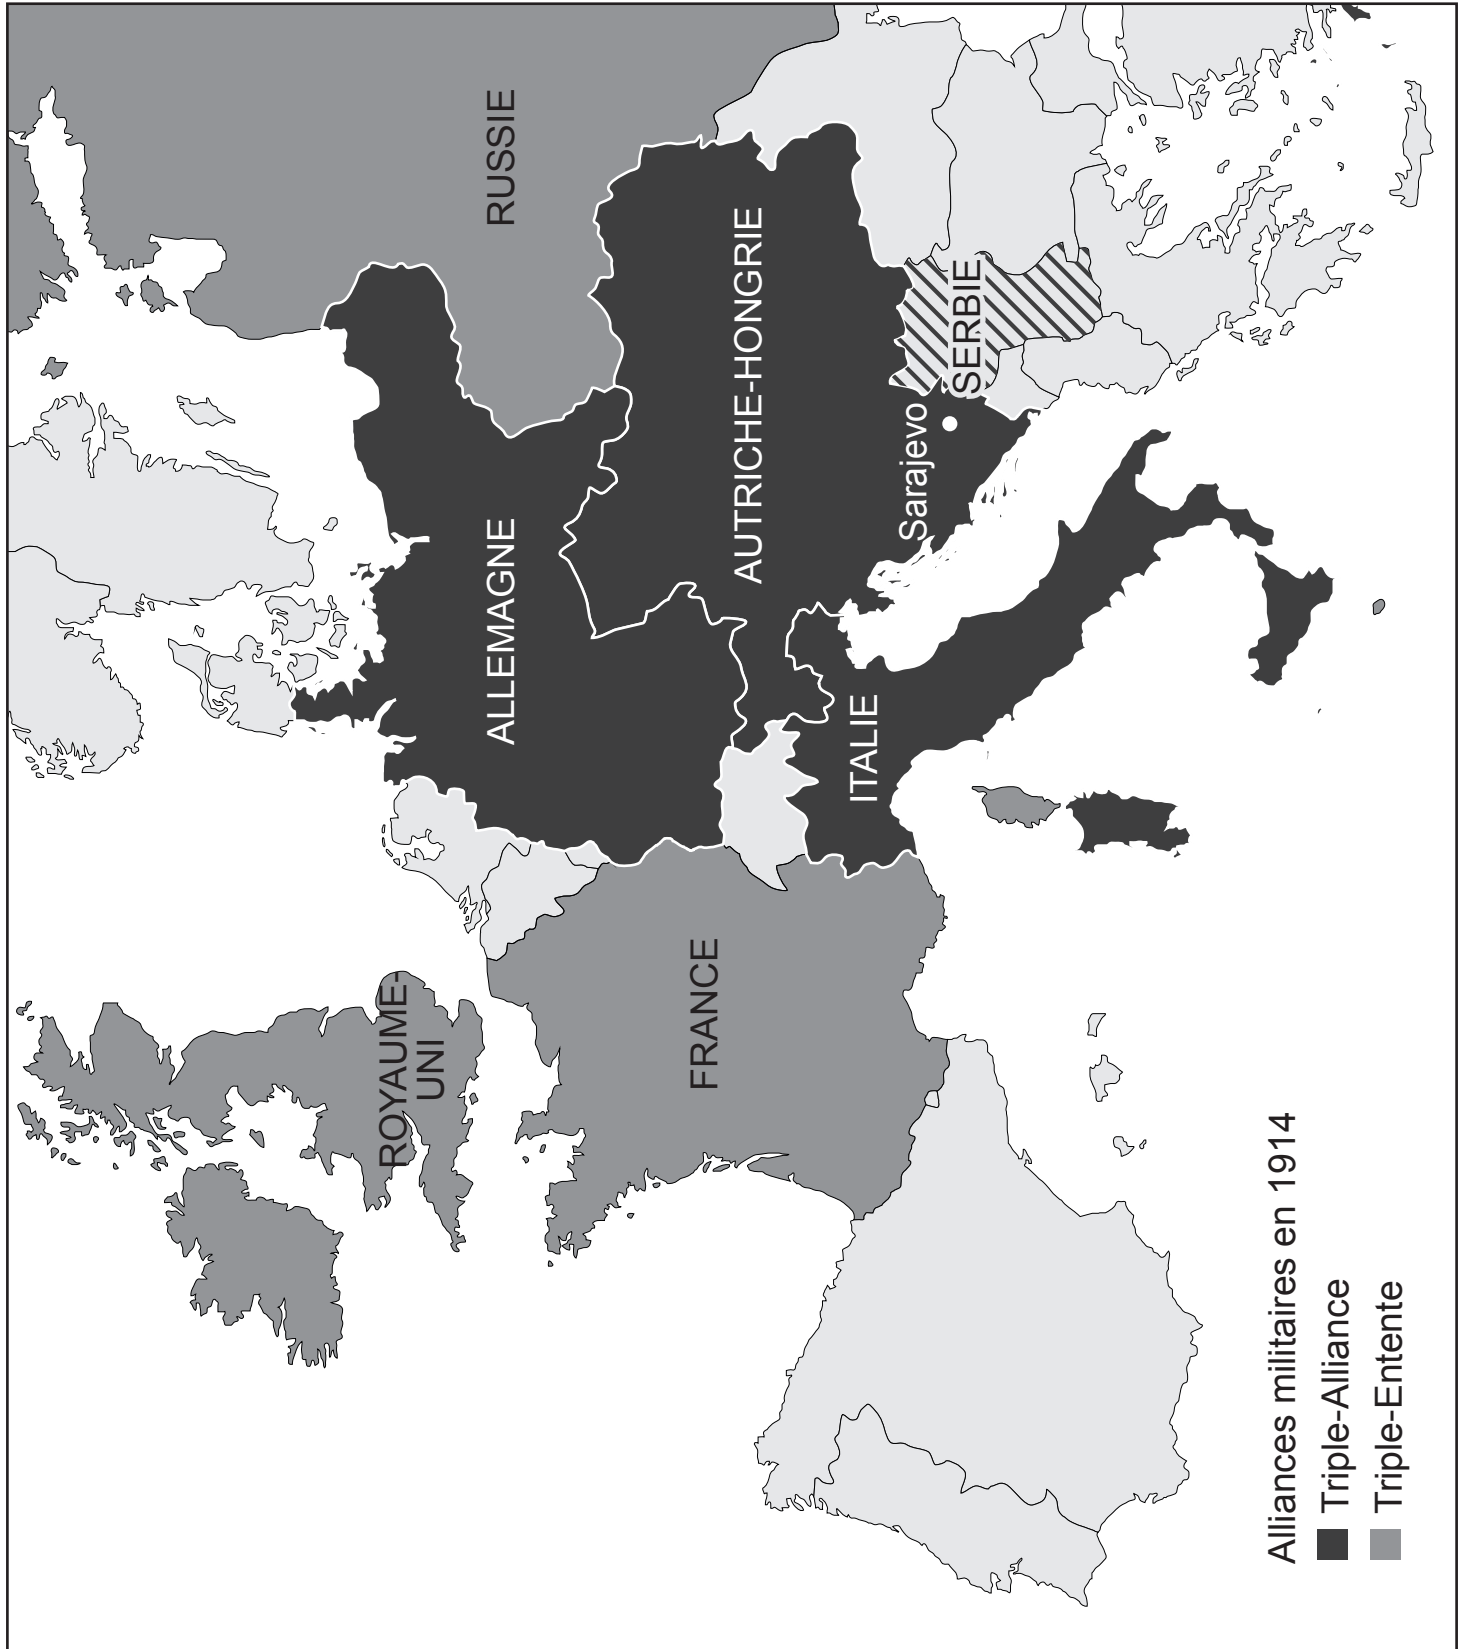 RUSSIE
ROYAUME-
UNI
ALLEMAGNE
FRANCE
AUTRICHE-HONGRIE
ITALIE
Sarajevo
SERBIE
Alliances militaires en 1914
Triple-Alliance
Triple-Entente